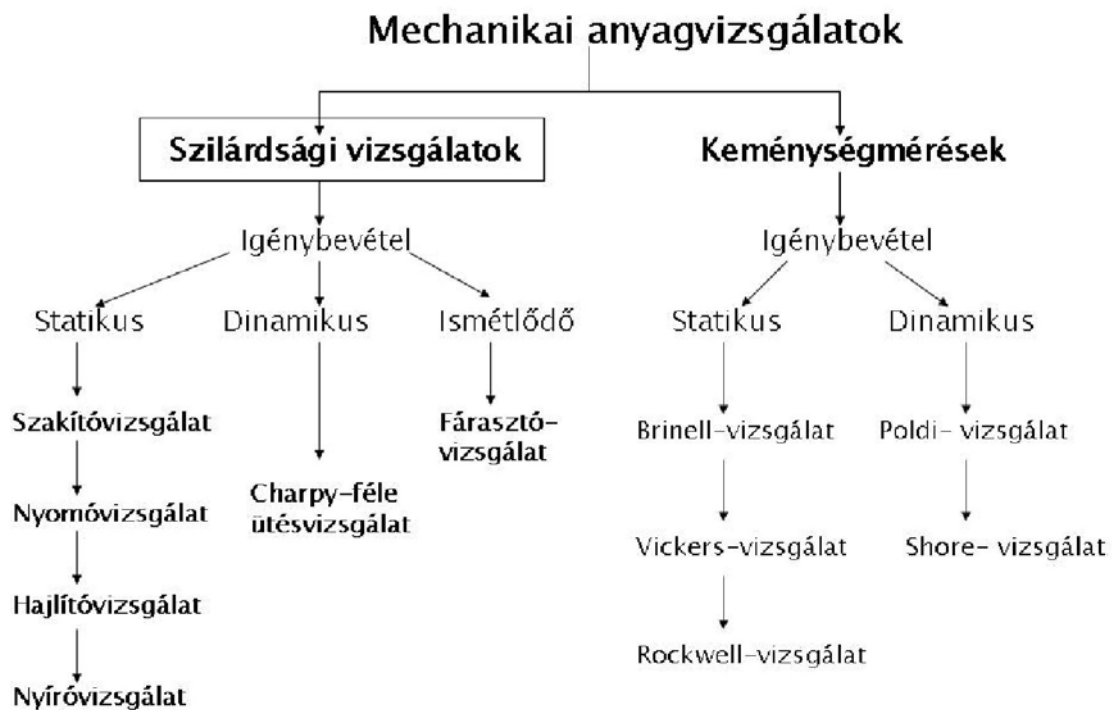 Mechanikai anyagvizsgálatok
Szilárdsági vizsgálatok
Keménységmérések
Igénybevétel
Igénybevétel
Statikus
Dinamikus
Ismétlődő
Statikus
Dinamikus
Szakítóvizsgálat
Fárasztó-
vizsgálat
Brinell-vizsgálat
Poldi- vizsgálat
Nyomóvizsgálat
Charpy-féle
ütésvizsgálat
Vickers-vizsgálat
Shore- vizsgálat
Hajlítóvizsgálat
Rockwell-vizsgálat
Nyíróvizsgálat